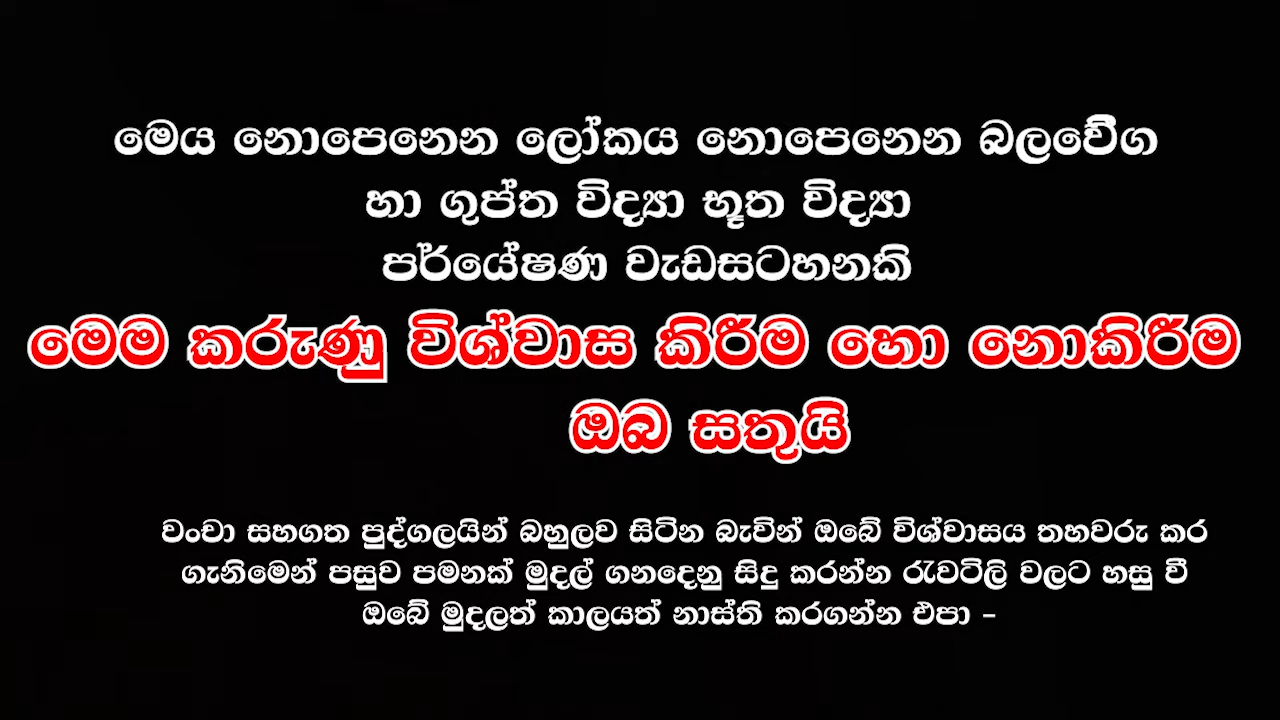 මෙය නොපෙනෙන ලෝකය නොපෙනෙන බලවේග
හා ගුප්ත විද්‍යා භූත විද්‍යා
පර්යේෂණ වැඩසටහනකි
මෙම කරුණු විශ්වාස කිරීම හො නොකිරීම
ඔබ සතුයි
වංචා සහගත පුද්ගලයින් බහුලව සිටින බැවින් ඔබේ විශ්වාසය තහවරු කර
ගැනිමෙන් පසුව පමනක් මුදල් ගනදෙනු සිදු කරන්න රැවටිලි වලට හසු වී
ඔබේ මුදලත් කාලයත් නාස්ති කරගන්න එපා -